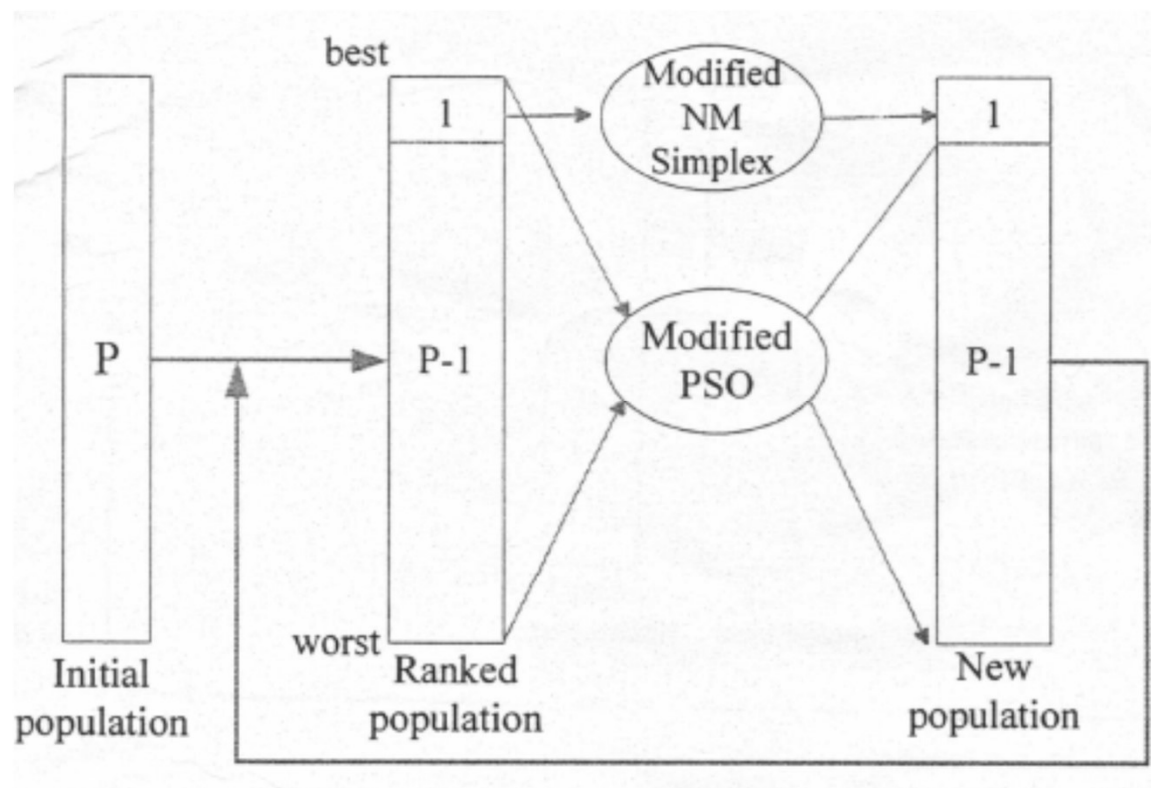 best
Modified
NM
Simplex
1
1
P
P-1
Modified
PSO
P-1
worst
Initial
population
Ranked
population
New
population